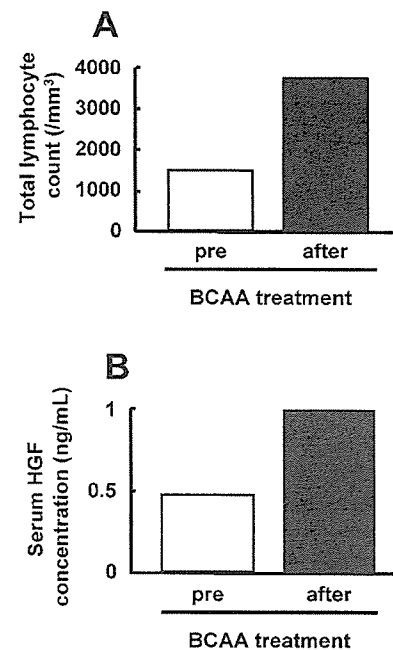 A
Total lymphocyte
count (/mm³)
4000
3000
2000
1000
0
pre after
BCAA treatment
B
Serum HGF
concentration (ng/mL)
1
0.5
0
pre after
BCAA treatment